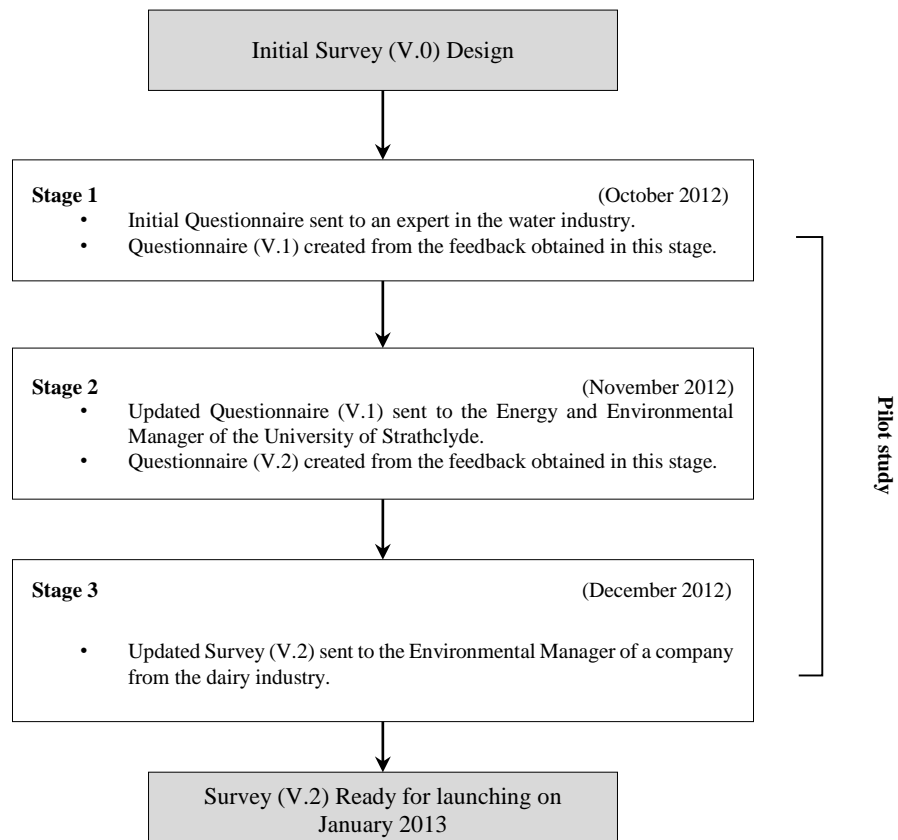 Initial Survey (V.0) Design
Stage 1 (October 2012)
• Initial Questionnaire sent to an expert in the water industry.
• Questionnaire (V.1) created from the feedback obtained in this stage.
Stage 2 (November 2012)
• Updated Questionnaire (V.1) sent to the Energy and Environmental
Manager of the University of Strathclyde.
• Questionnaire (V.2) created from the feedback obtained in this stage.
Stage 3 (December 2012)
• Updated Survey (V.2) sent to the Environmental Manager of a company
from the dairy industry.
Survey (V.2) Ready for launching on
January 2013
Pilot study